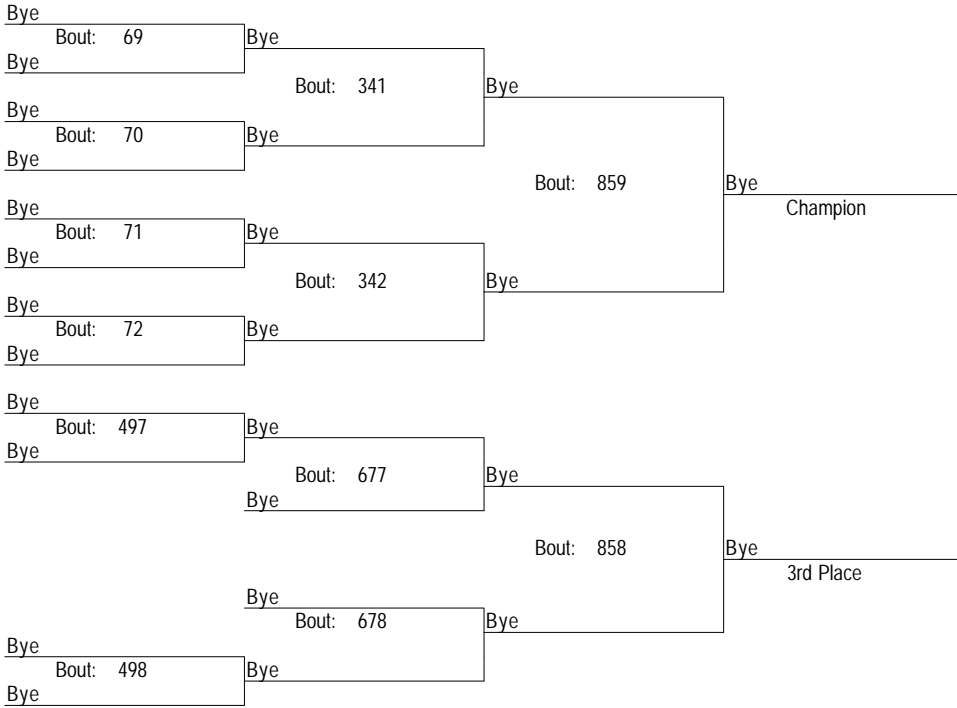 Bye
Bout: 69 Bye
Bye
Bout: 341 Bye
Bye
Bout: 70 Bye
Bye
Bout: 859 Bye
Champion
Bye
Bout: 71 Bye
Bye
Bout: 342 Bye
Bye
Bout: 72 Bye
Bye
Bye
Bout: 497 Bye
Bye
Bout: 677 Bye
Bye
Bout: 858 Bye
3rd Place
Bye
Bout: 678 Bye
Bye
Bout: 498 Bye
Bye